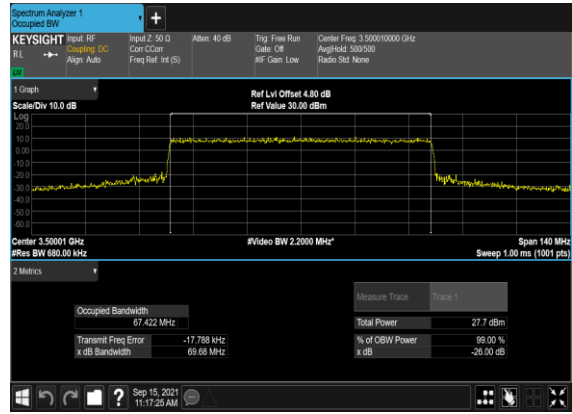 Spectrum Analyzer 1
Occupied BW
+
KEYSIGHT Input: RF Input Z: 50 Ω Atten: 40 dB Trig: Free Run Center Freq: 3.500010000 GHz
RL Coupling: DC Corr CCorr Gate: Off Avg|Hold: 500/500
Align: Auto Freq Ref: Int (S) #IF Gain: Low Radio Std: None
1 Graph
Ref Lvl Offset 4.80 dB
Scale/Div 10.0 dB Ref Value 30.00 dBm
Log
20.0
10.0
0.00
-10.0
-20.0
-30.0
-40.0
-50.0
-60.0
Center 3.50001 GHz #Video BW 2.2000 MHz* Span 140 MHz
#Res BW 680.00 kHz Sweep 1.00 ms (1001 pts)
2 Metrics
Measure Trace Trace 1
Occupied Bandwidth
67.422 MHz
Total Power 27.7 dBm
Transmit Freq Error -17.788 kHz % of OBW Power 99.00 %
x dB Bandwidth 69.68 MHz x dB -26.00 dB
? Sep 15, 2021
11:17:25 AM